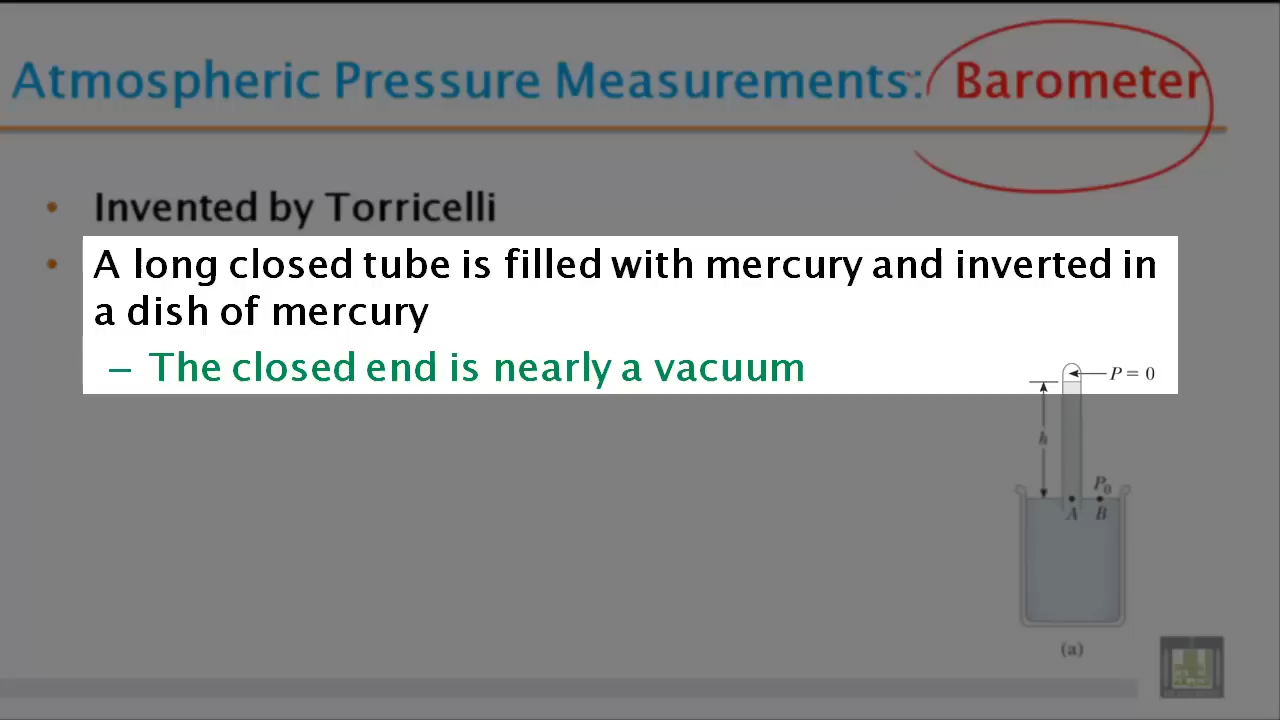 Atmospheric Pressure Measurements: Barometer
• Invented by Torricelli
• A long closed tube is filled with mercury and inverted in
a dish of mercury
– The closed end is nearly a vacuum
P = 0
h
P₀
A B
(a)